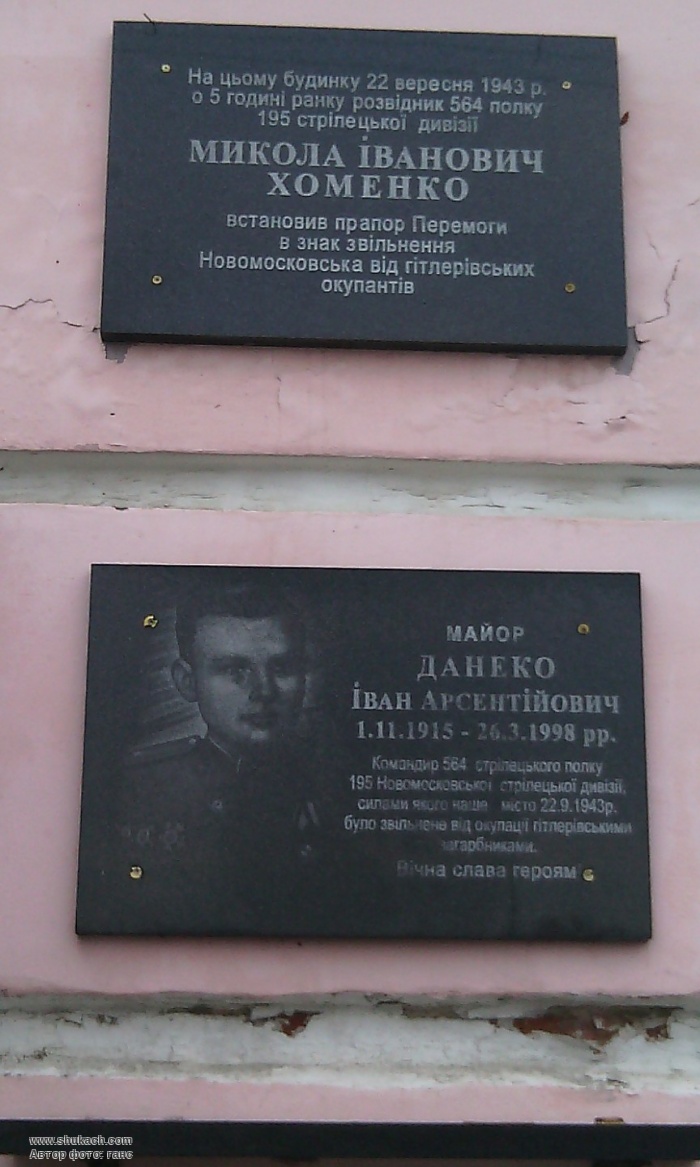 На цьому будинку 22 вересня 1943 р.
о 5 годині ранку розвідник 564 полку
195 стрілецької дивізії
МИКОЛА ІВАНОВИЧ
ХОМЕНКО
встановив прапор Перемоги
в знак звільнення
Новомосковська від гітлерівських
окупантів
МАЙОР
ДАНЕКО
ІВАН АРСЕНТІЙОВИЧ
1.11.1915 - 26.3.1998 рр.
Командир 564 стрілецького полку
195 Новомосковської стрілецької дивізії,
силами якого наше місто 22.9.1943р.
було звільнене від окупації гітлерівськими
загарбниками.
Вічна слава героям
www.shukach.com
Автор фото: ганс